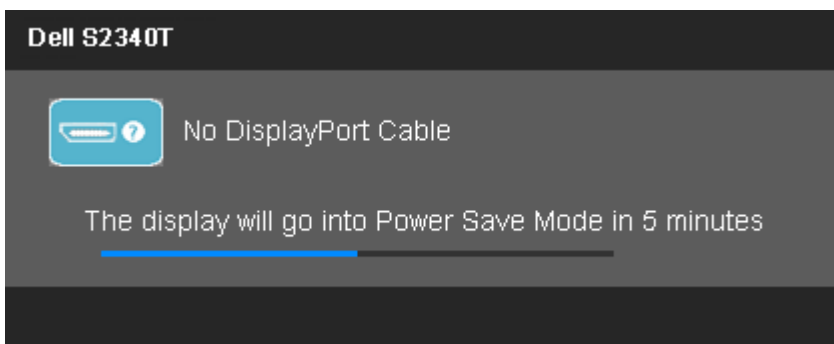 Dell S2340T
No DisplayPort Cable
The display will go into Power Save Mode in 5 minutes